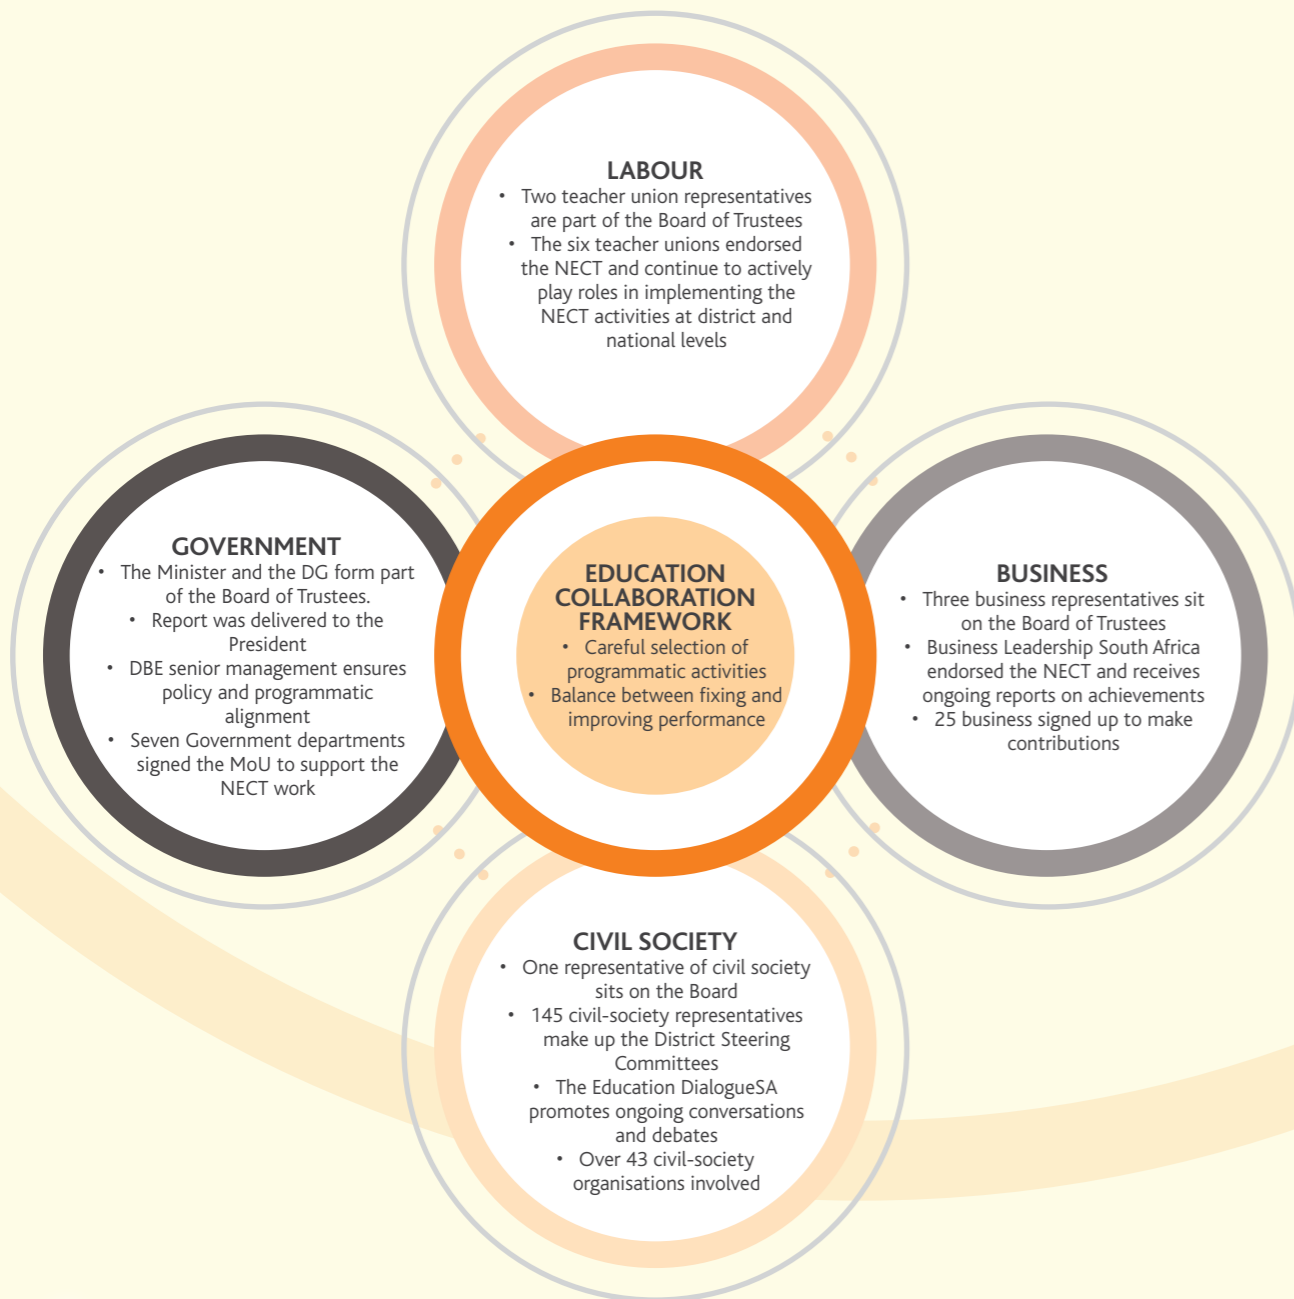 LABOUR
• Two teacher union representatives
are part of the Board of Trustees
• The six teacher unions endorsed
the NECT and continue to actively
play roles in implementing the
NECT activities at district and
national levels
GOVERNMENT
• The Minister and the DG form part
of the Board of Trustees.
• Report was delivered to the
President
• DBE senior management ensures
policy and programmatic
alignment
• Seven Government departments
signed the MoU to support the
NECT work
EDUCATION
COLLABORATION
FRAMEWORK
• Careful selection of
programmatic activities
• Balance between fixing and
improving performance
BUSINESS
• Three business representatives sit
on the Board of Trustees
• Business Leadership South Africa
endorsed the NECT and receives
ongoing reports on achievements
• 25 business signed up to make
contributions
CIVIL SOCIETY
• One representative of civil society
sits on the Board
• 145 civil-society representatives
make up the District Steering
Committees
• The Education DialogueSA
promotes ongoing conversations
and debates
• Over 43 civil-society
organisations involved